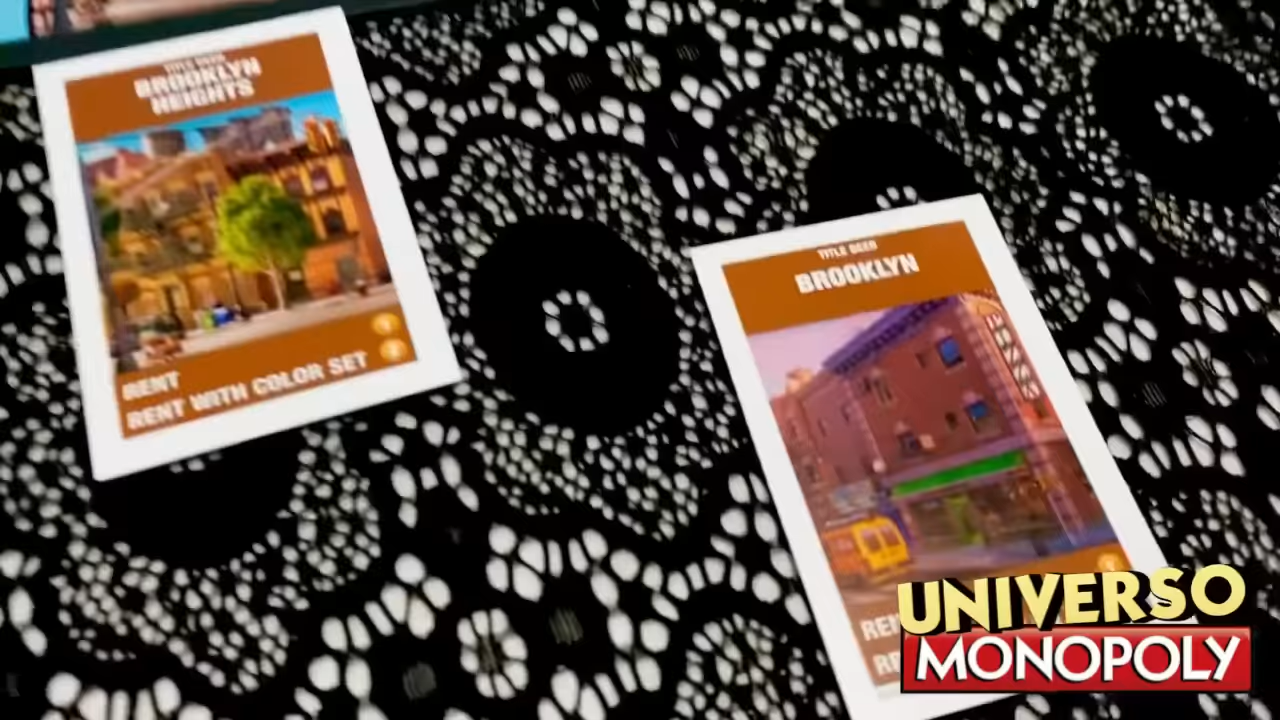 TITLE DEED
BROOKLYN
HEIGHTS
RENT
RENT WITH COLOR SET
TITLE DEED
BROOKLYN
UNIVERSO
MONOPOLY